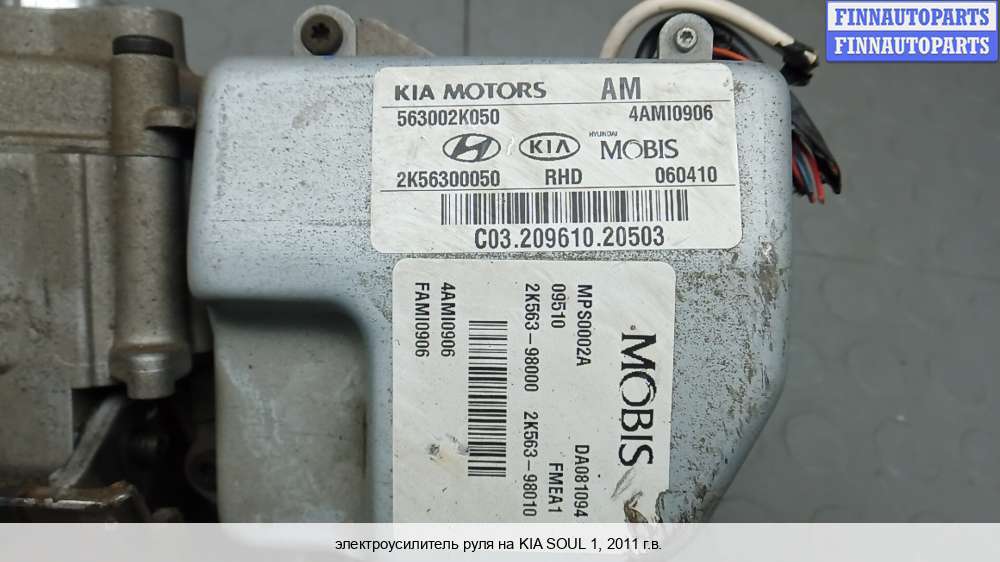 FINNAUTOPARTS
FINNAUTOPARTS
KIA MOTORS AM
563002K050 4AMI0906
KIA HYUNDAI MOBIS
2K56300050 RHD 060410
C03.209610.20503
MOBIS
MPS0002A DA081094
09510 FMEA1
2K563-98000 2K563-98010
4AMI0906
FAMI0906
электроусилитель руля на KIA SOUL 1, 2011 г.в.